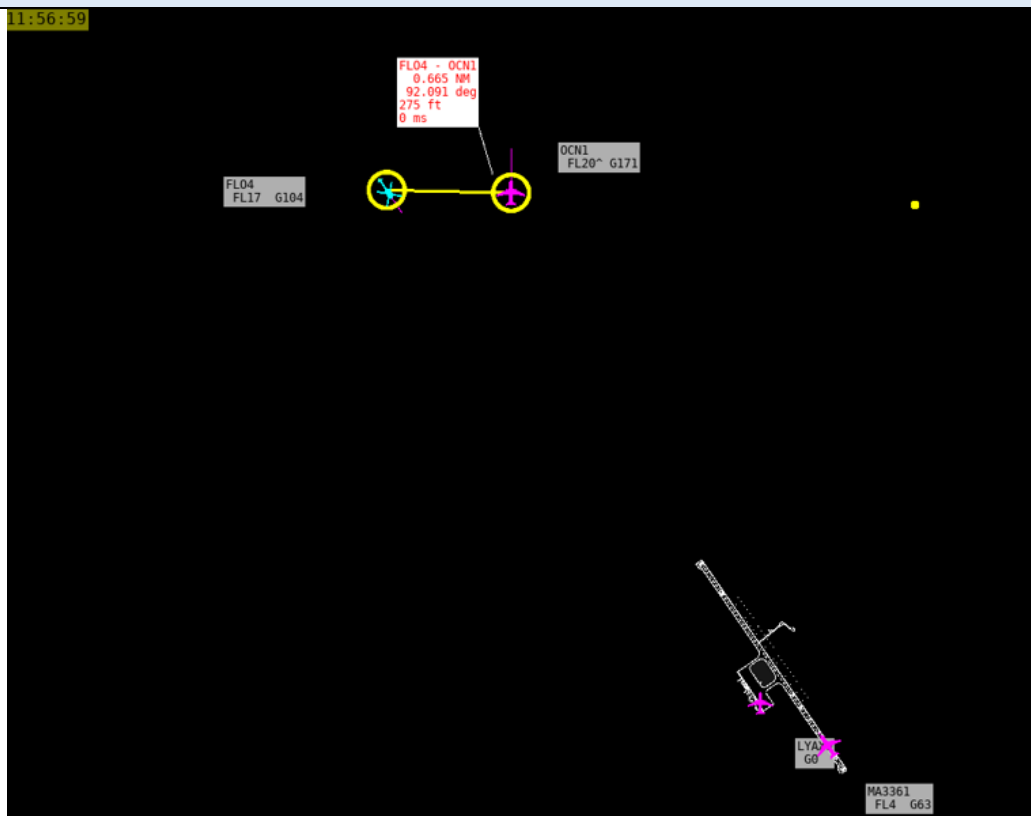 11:56:59
FLO4 - OCN1
0.665 NM
92.091 deg
275 ft
0 ms
OCN1
FL20^ G171
FLO4
FL17 G104
G0
MA3361
FL4 G63